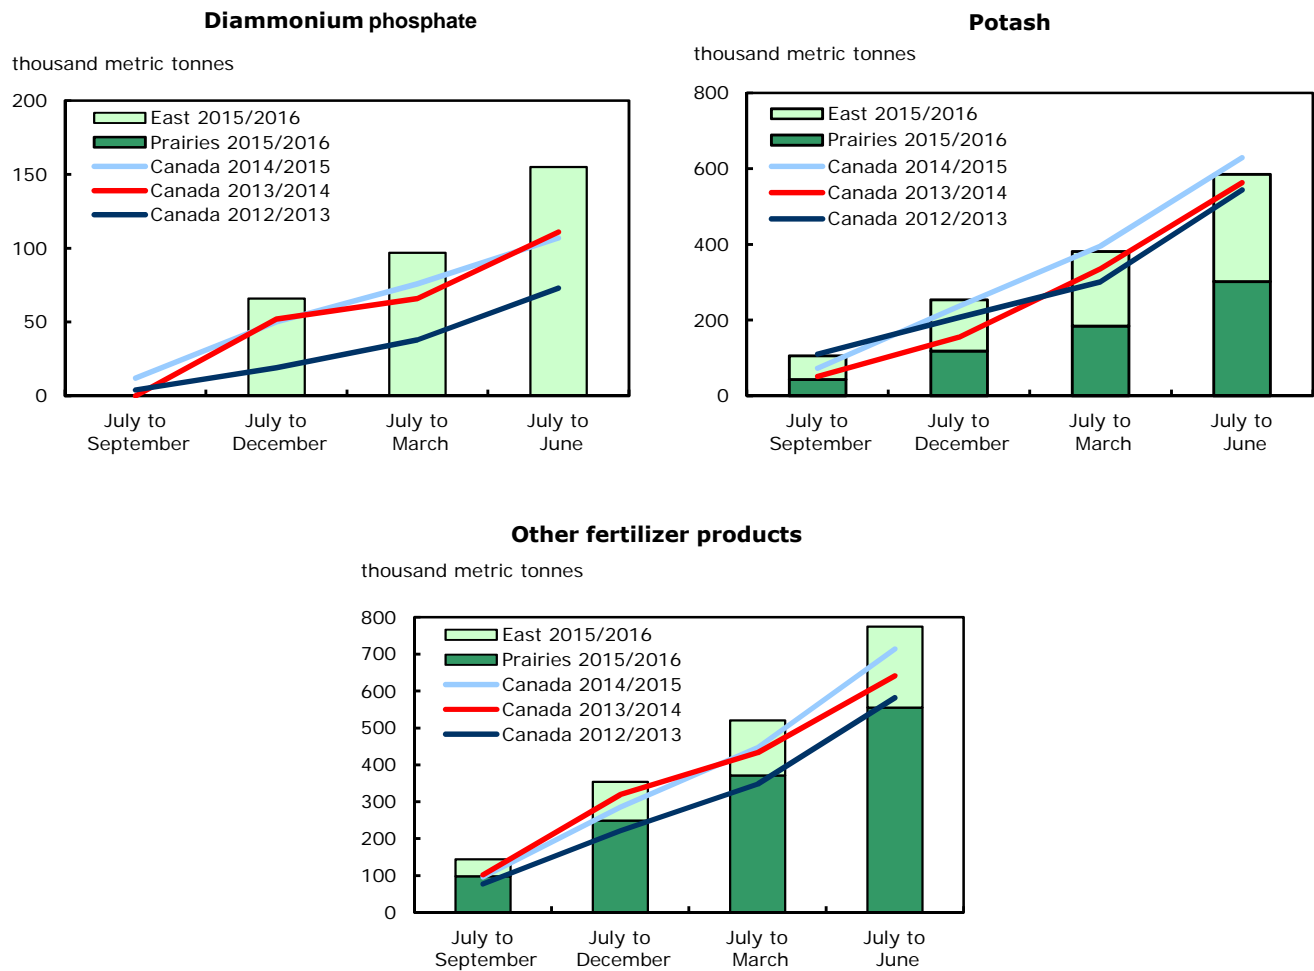 Diammonium phosphate
thousand metric tonnes
200
150
100
50
0
East 2015/2016
Prairies 2015/2016
Canada 2014/2015
Canada 2013/2014
Canada 2012/2013
July to
September
July to
December
July to
March
July to
June
Potash
thousand metric tonnes
800
600
400
200
0
East 2015/2016
Prairies 2015/2016
Canada 2014/2015
Canada 2013/2014
Canada 2012/2013
July to
September
July to
December
July to
March
July to
June
Other fertilizer products
thousand metric tonnes
800
700
600
500
400
300
200
100
0
East 2015/2016
Prairies 2015/2016
Canada 2014/2015
Canada 2013/2014
Canada 2012/2013
July to
September
July to
December
July to
March
July to
June